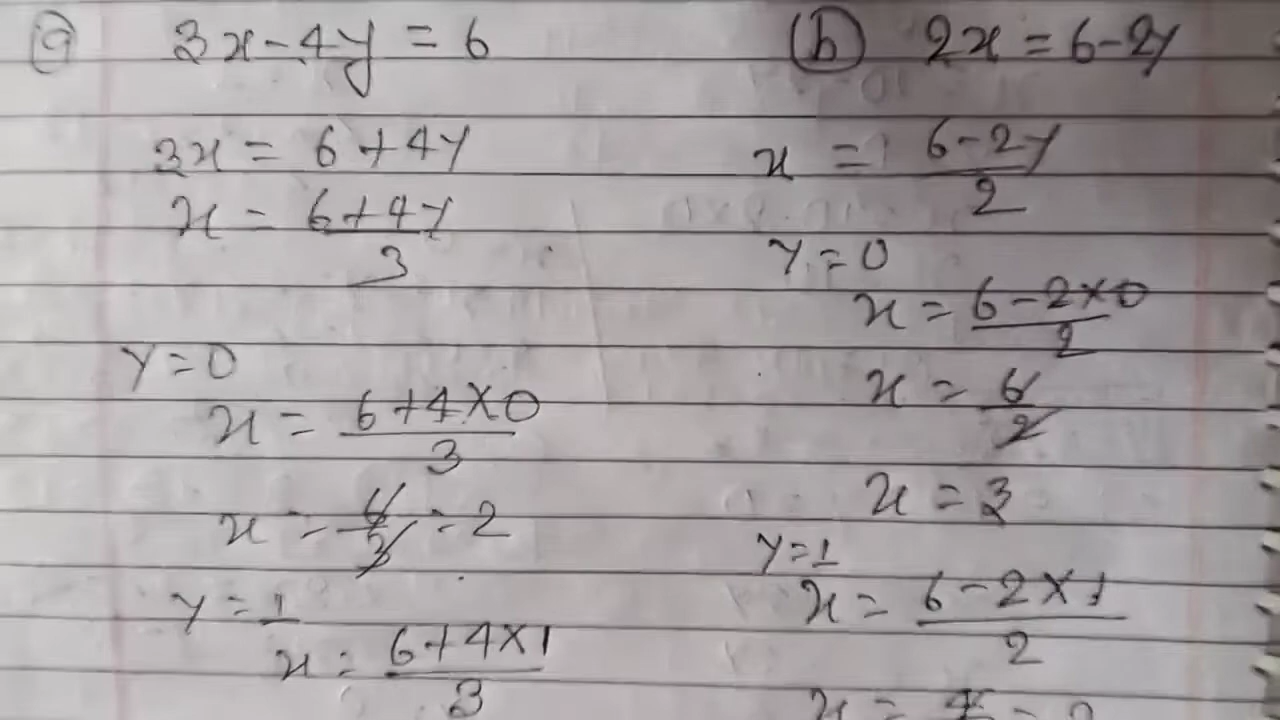 (a) 3x - 4y = 6
3x = 6 + 4y
x = 6 + 4y / 3
y = 0
x = 6 + 4 × 0 / 3
x = 6/3 = 2
y = 1
x = 6 + 4 × 1 / 3
(b) 2x = 6 - 2y
x = 6 - 2y / 2
y = 0
x = 6 - 2 × 0 / 2
x = 6/2
x = 3
y = 1
x = 6 - 2 × 1 / 2
x = 4